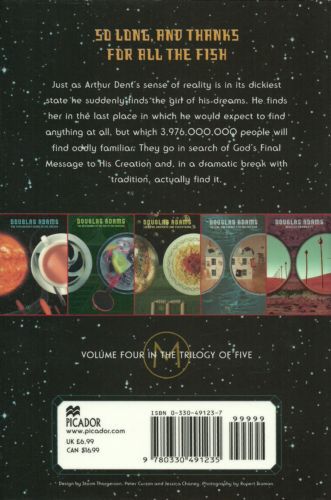 SO LONG, AND THANKS
FOR ALL THE FISH
Just as Arthur Dent's sense of reality is in its dickiest
state he suddenly finds the girl of his dreams. He finds
her in the last place in which he would expect to find
anything at all, but which 3,976,000,000 people will
find oddly familiar. They go in search of God's Final
Message to His Creation and, in a dramatic break with
tradition, actually find it.
DOUGLAS ADAMS
DOUGLAS ADAMS
DOUGLAS ADAMS
DOUGLAS ADAMS
DOUGLAS ADAMS
M
VOLUME FOUR IN THE TRILOGY OF FIVE
PICADOR
www.picador.com
UK £6.99
CAN $16.99
ISBN 0-330-49123-7
99999
9 780330 491235
Design by Storm Thorgerson, Peter Curzon and Jessica Chaney. Photography by Rupert Truman